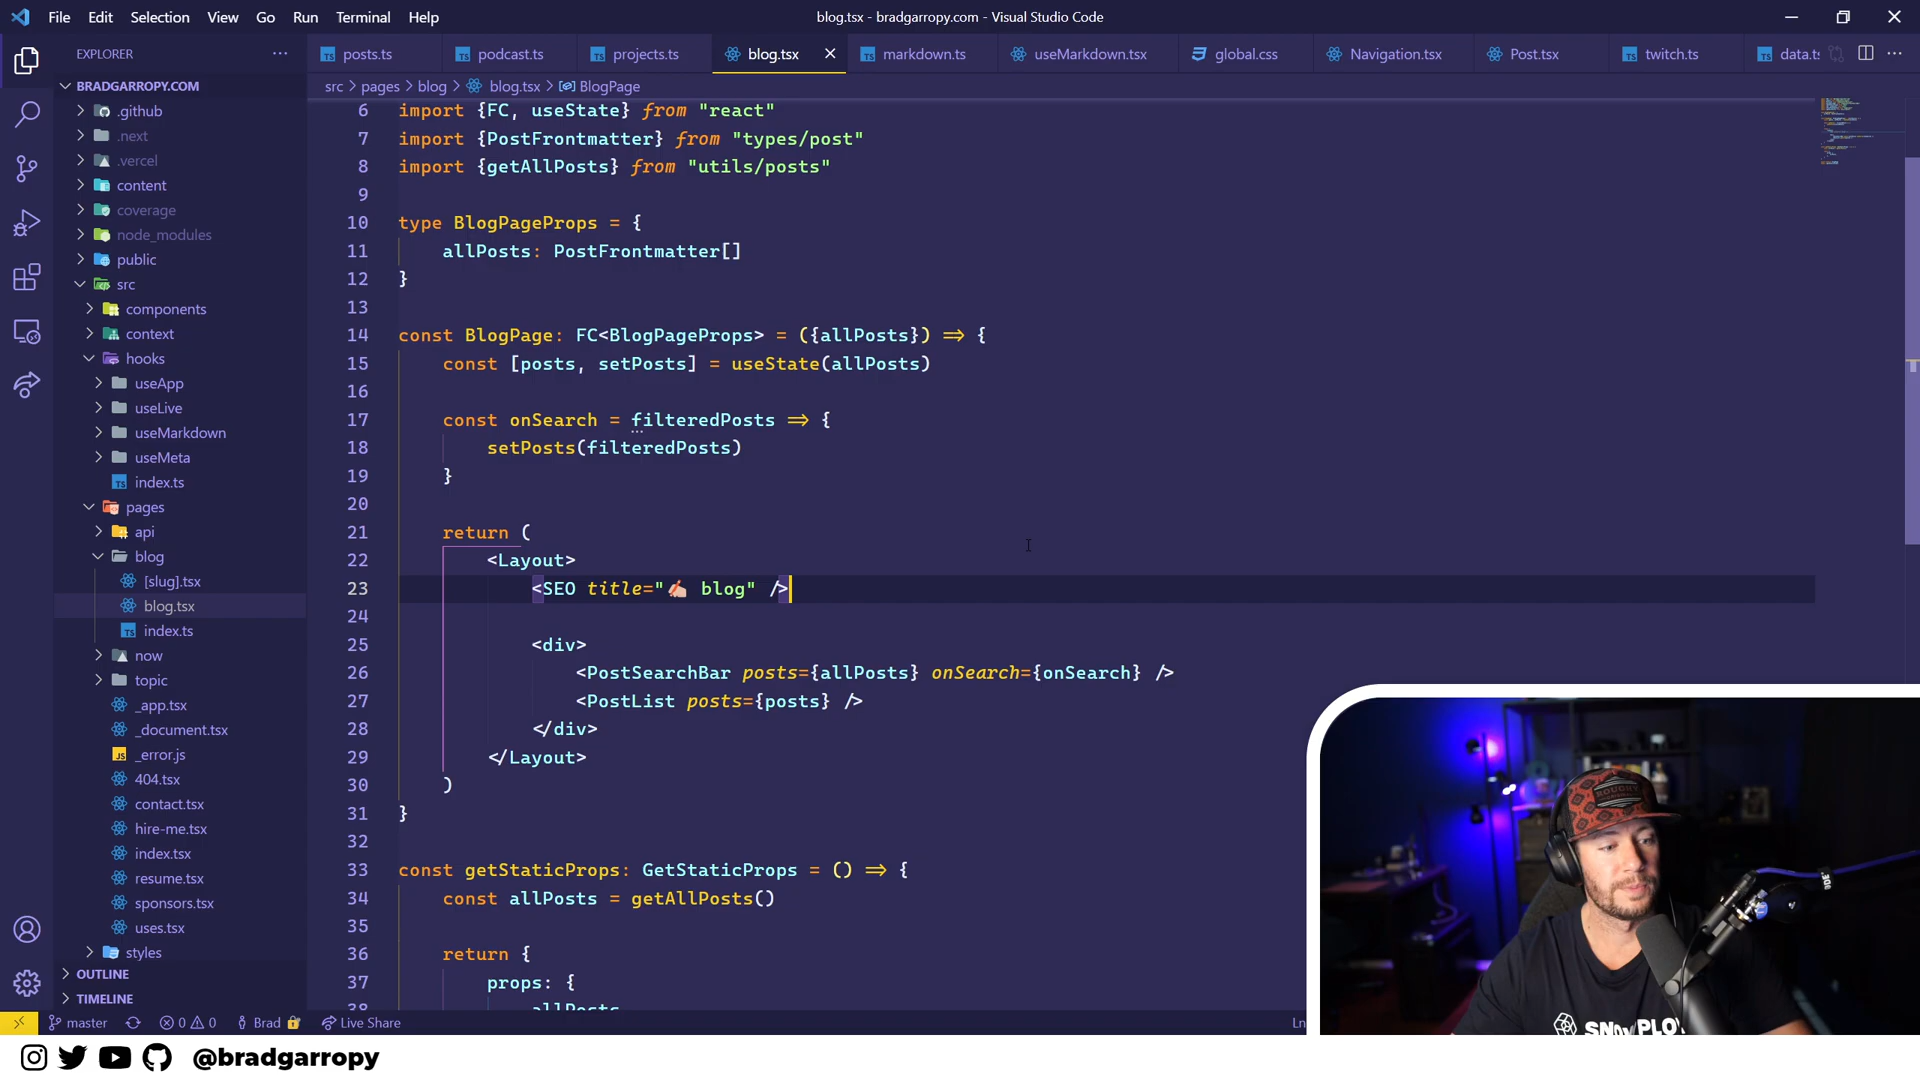 File Edit Selection View Go Run Terminal Help
blog.tsx - bradgarropy.com - Visual Studio Code
EXPLORER
posts.ts podcast.ts projects.ts blog.tsx markdown.ts useMarkdown.tsx global.css Navigation.tsx Post.tsx twitch.ts data.ts
src > pages > blog > blog.tsx > BlogPage
BRADGARROPY.COM
.github
.next
.vercel
content
coverage
node_modules
public
src
components
context
hooks
useApp
useLive
useMarkdown
useMeta
index.ts
pages
api
blog
[slug].tsx
blog.tsx
index.ts
now
topic
_app.tsx
_document.tsx
_error.js
404.tsx
contact.tsx
hire-me.tsx
index.tsx
resume.tsx
sponsors.tsx
uses.tsx
styles
OUTLINE
TIMELINE
6 import {FC, useState} from "react"
7 import {PostFrontmatter} from "types/post"
8 import {getAllPosts} from "utils/posts"
9
10 type BlogPageProps = {
11 allPosts: PostFrontmatter[]
12 }
13
14 const BlogPage: FC<BlogPageProps> = ({allPosts}) => {
15 const [posts, setPosts] = useState(allPosts)
16
17 const onSearch = filteredPosts => {
18 setPosts(filteredPosts)
19 }
20
21 return (
22 <Layout>
23 <SEO title="✍🏼 blog" />
24
25 <div>
26 <PostSearchBar posts={allPosts} onSearch={onSearch} />
27 <PostList posts={posts} />
28 </div>
29 </Layout>
30 )
31 }
32
33 const getStaticProps: GetStaticProps = () => {
34 const allPosts = getAllPosts()
35
36 return {
37 props: {
38 allPosts
master 0 0 Brad Live Share Ln
@bradgarropy